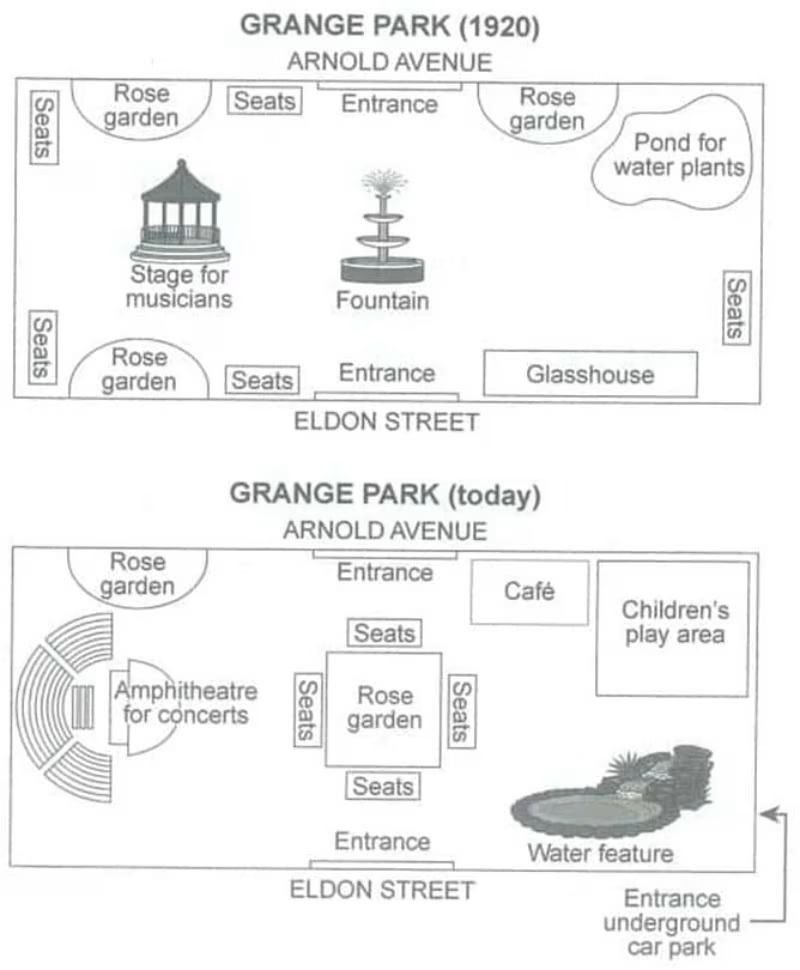 GRANGE PARK (1920)
ARNOLD AVENUE
Rose
garden
Seats
Entrance
Rose
garden
Seats
Pond for
water plants
Stage for
musicians
Fountain
Seats
Seats
Rose
garden
Seats
Entrance
Glasshouse
ELDON STREET
GRANGE PARK (today)
ARNOLD AVENUE
Rose
garden
Entrance
Café
Children's
play area
Seats
Amphitheatre
for concerts
Seats
Rose
garden
Seats
Seats
Entrance
Water feature
ELDON STREET
Entrance
underground
car park